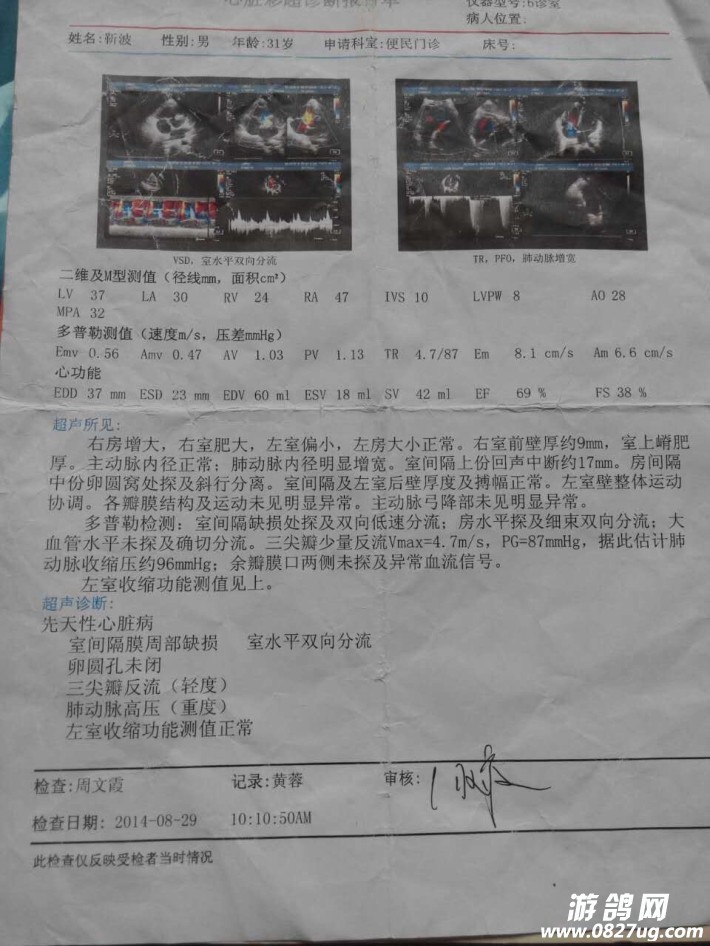 心脏彩超诊断报告单
仪器型号:6诊室
病人位置:
姓名:靳波 性别:男 年龄:31岁 申请科室:便民门诊 床号:
VSD，室水平双向分流 TR，PFO，肺动脉增宽
二维及M型测值（径线mm，面积cm²）
LV 37 LA 30 RV 24 RA 47 IVS 10 LVPW 8 AO 28
MPA 32
多普勒测值（速度m/s，压差mmHg）
Emv 0.56 Amv 0.47 AV 1.03 PV 1.13 TR 4.7/87 Em 8.1 cm/s Am 6.6 cm/s
心功能
EDD 37 mm ESD 23 mm EDV 60 ml ESV 18 ml SV 42 ml EF 69 % FS 38 %
超声所见:
右房增大，右室肥大，左室偏小，左房大小正常。右室前壁厚约9mm，室上嵴肥
厚。主动脉内径正常；肺动脉内径明显增宽。室间隔上份回声中断约17mm。房间隔
中份卵圆窝处探及斜行分离。室间隔及左室后壁厚度及搏幅正常。左室壁整体运动
协调。各瓣膜结构及运动未见明显异常。主动脉弓降部未见明显异常。
多普勒检测：室间隔缺损处探及双向低速分流；房水平探及细束双向分流；大
血管水平未探及确切分流。三尖瓣少量反流Vmax=4.7m/s，PG=87mmHg，据此估计肺
动脉收缩压约96mmHg；余瓣膜口两侧未探及异常血流信号。
左室收缩功能测值见上。
超声诊断:
先天性心脏病
室间隔膜周部缺损 室水平双向分流
卵圆孔未闭
三尖瓣反流（轻度）
肺动脉高压（重度）
左室收缩功能测值正常
检查:周文霞 记录:黄蓉 审核:
检查日期: 2014-08-29 10:10:50AM
此检查仅反映受检者当时情况
游鸽网
www.0827ug.com